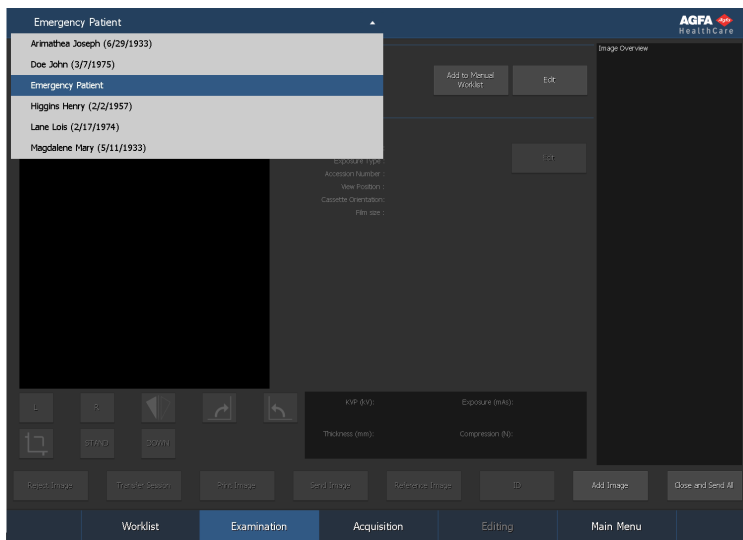 Emergency Patient
AGFA
HealthCare
Arimathea Joseph (6/29/1933)
Doe John (3/7/1975)
Emergency Patient
Higgins Henry (2/2/1957)
Lane Lois (2/17/1974)
Magdalene Mary (5/11/1933)
Image Overview
Add to Manual
Worklist
Edit
Exposure Type :
Accession Number :
View Position :
Cassette Orientation:
Film size :
Edit
L
R
STAND
DOWN
KVP (kV):
Exposure (mAs):
Thickness (mm):
Compression (N):
Reject Image
Transfer Session
Print Image
Send Image
Reference Image
ID
Add Image
Close and Send All
Worklist
Examination
Acquisition
Editing
Main Menu